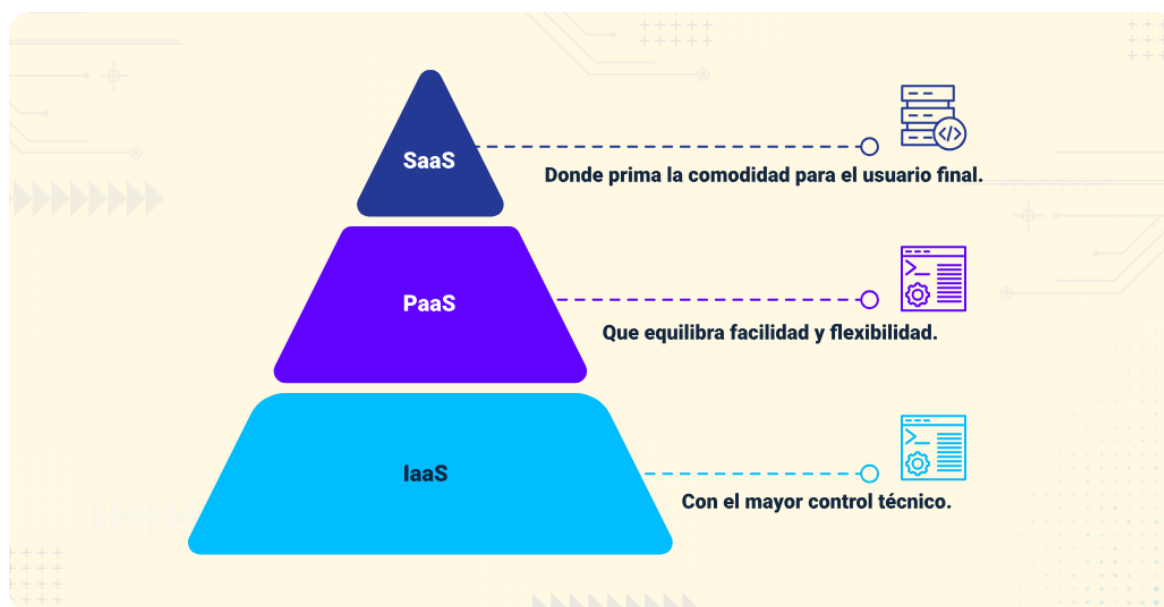 SaaS
Donde prima la comodidad para el usuario final.
PaaS
Que equilibra facilidad y flexibilidad.
IaaS
Con el mayor control técnico.